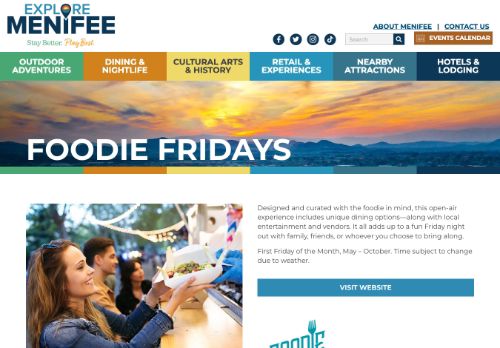 EXPLORE
MENIFEE
Stay Better. Play Best.
ABOUT MENIFEE | CONTACT US
Search
EVENTS CALENDAR
OUTDOOR
ADVENTURES
DINING &
NIGHTLIFE
CULTURAL ARTS
& HISTORY
RETAIL &
EXPERIENCES
NEARBY
ATTRACTIONS
HOTELS &
LODGING
FOODIE FRIDAYS
Designed and curated with the foodie in mind, this open-air
experience includes unique dining options—along with local
entertainment and vendors. It all adds up to a fun Friday night
out with family, friends, or whoever you choose to bring along.
First Friday of the Month, May – October. Time subject to change
due to weather.
VISIT WEBSITE
FOODIE